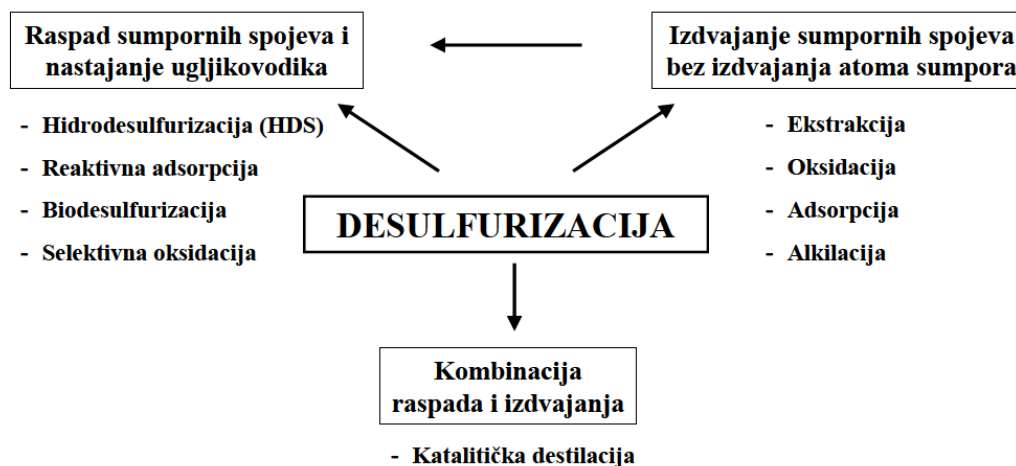 Raspad sumpornih spojeva i
nastajanje ugljikovodika
- Hidrodesulfurizacija (HDS)
- Reaktivna adsorpcija
- Biodesulfurizacija
- Selektivna oksidacija
Izdvajanje sumpornih spojeva
bez izdvajanja atoma sumpora
- Ekstrakcija
- Oksidacija
- Adsorpcija
- Alkilacija
DESULFURIZACIJA
Kombinacija
raspada i izdvajanja
- Katalitička destilacija